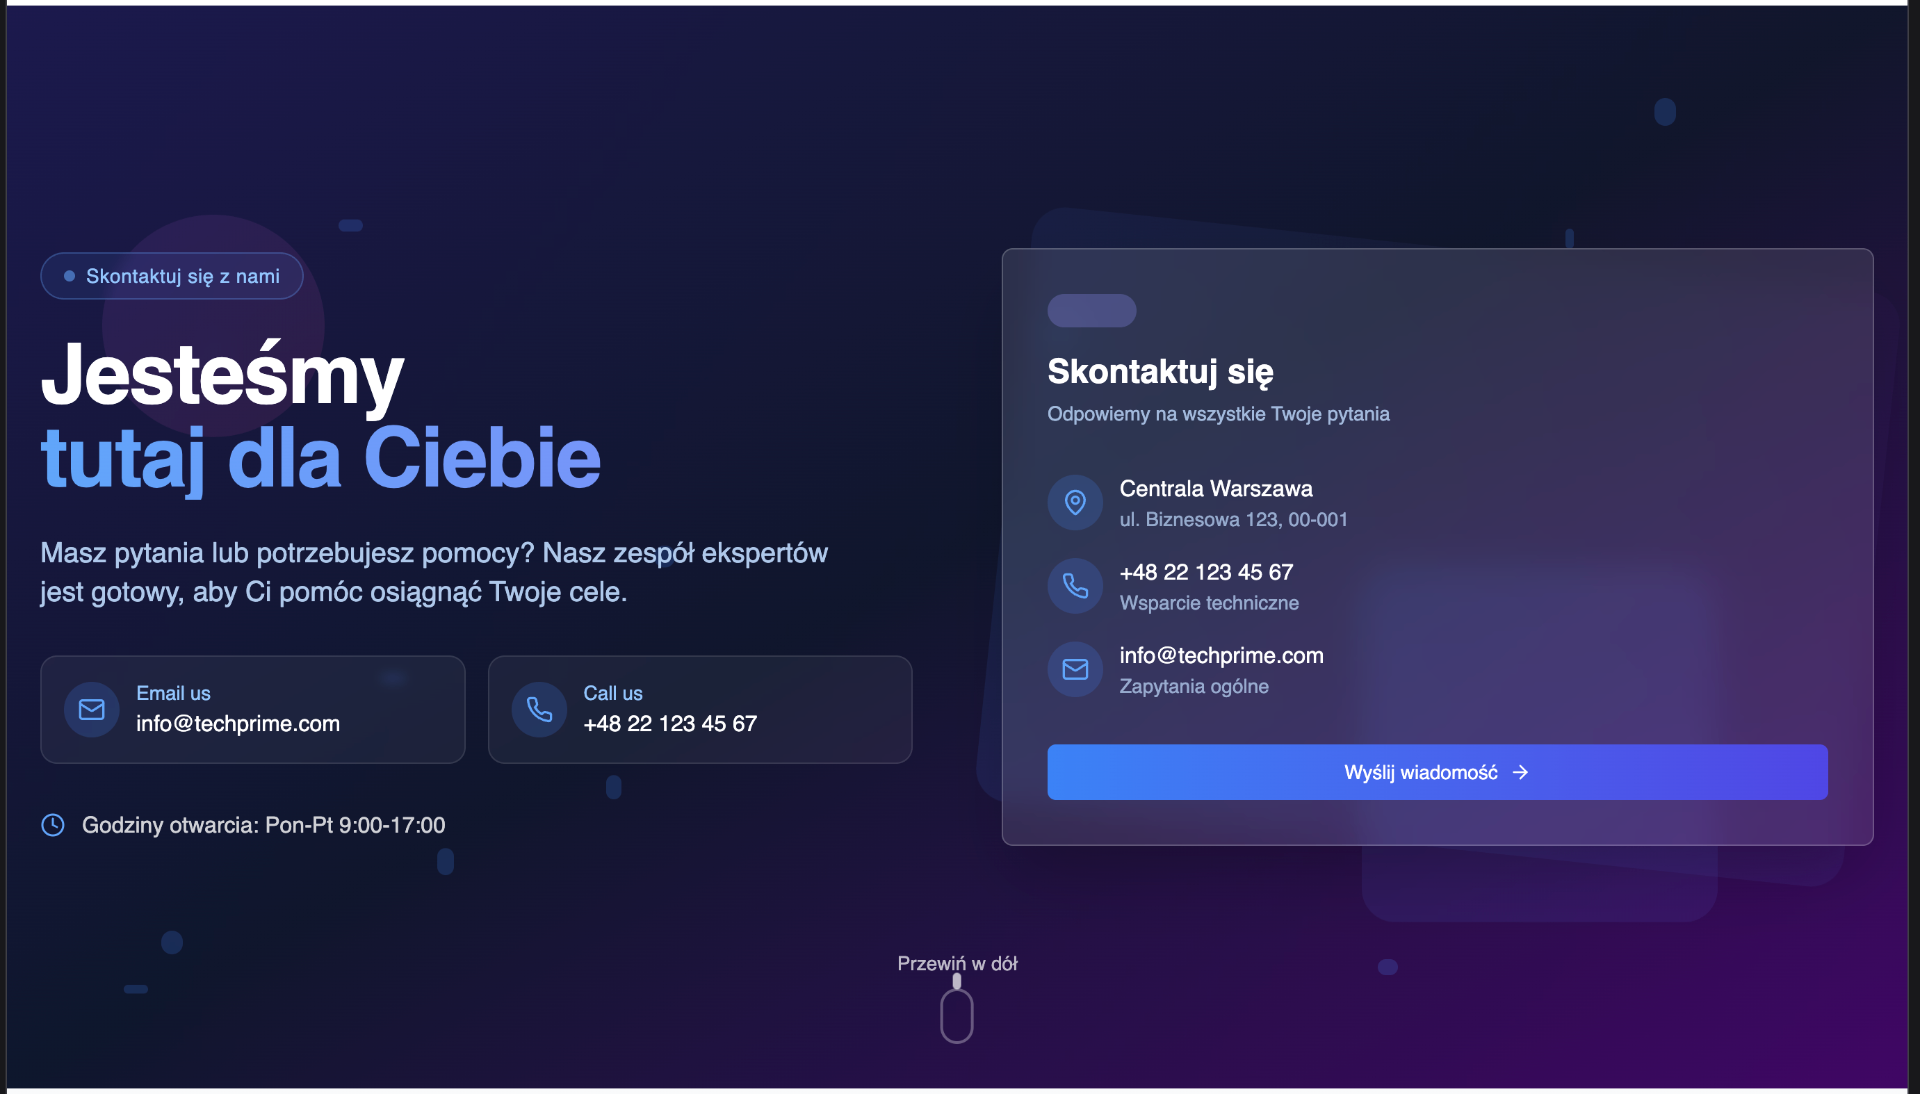 Skontaktuj się z nami
Jesteśmy
tutaj dla Ciebie
Masz pytania lub potrzebujesz pomocy? Nasz zespół ekspertów
jest gotowy, aby Ci pomóc osiągnąć Twoje cele.
Email us
info@techprime.com
Call us
+48 22 123 45 67
Godziny otwarcia: Pon-Pt 9:00-17:00
Skontaktuj się
Odpowiemy na wszystkie Twoje pytania
Centrala Warszawa
ul. Biznesowa 123, 00-001
+48 22 123 45 67
Wsparcie techniczne
info@techprime.com
Zapytania ogólne
Wyślij wiadomość
Przewiń w dół